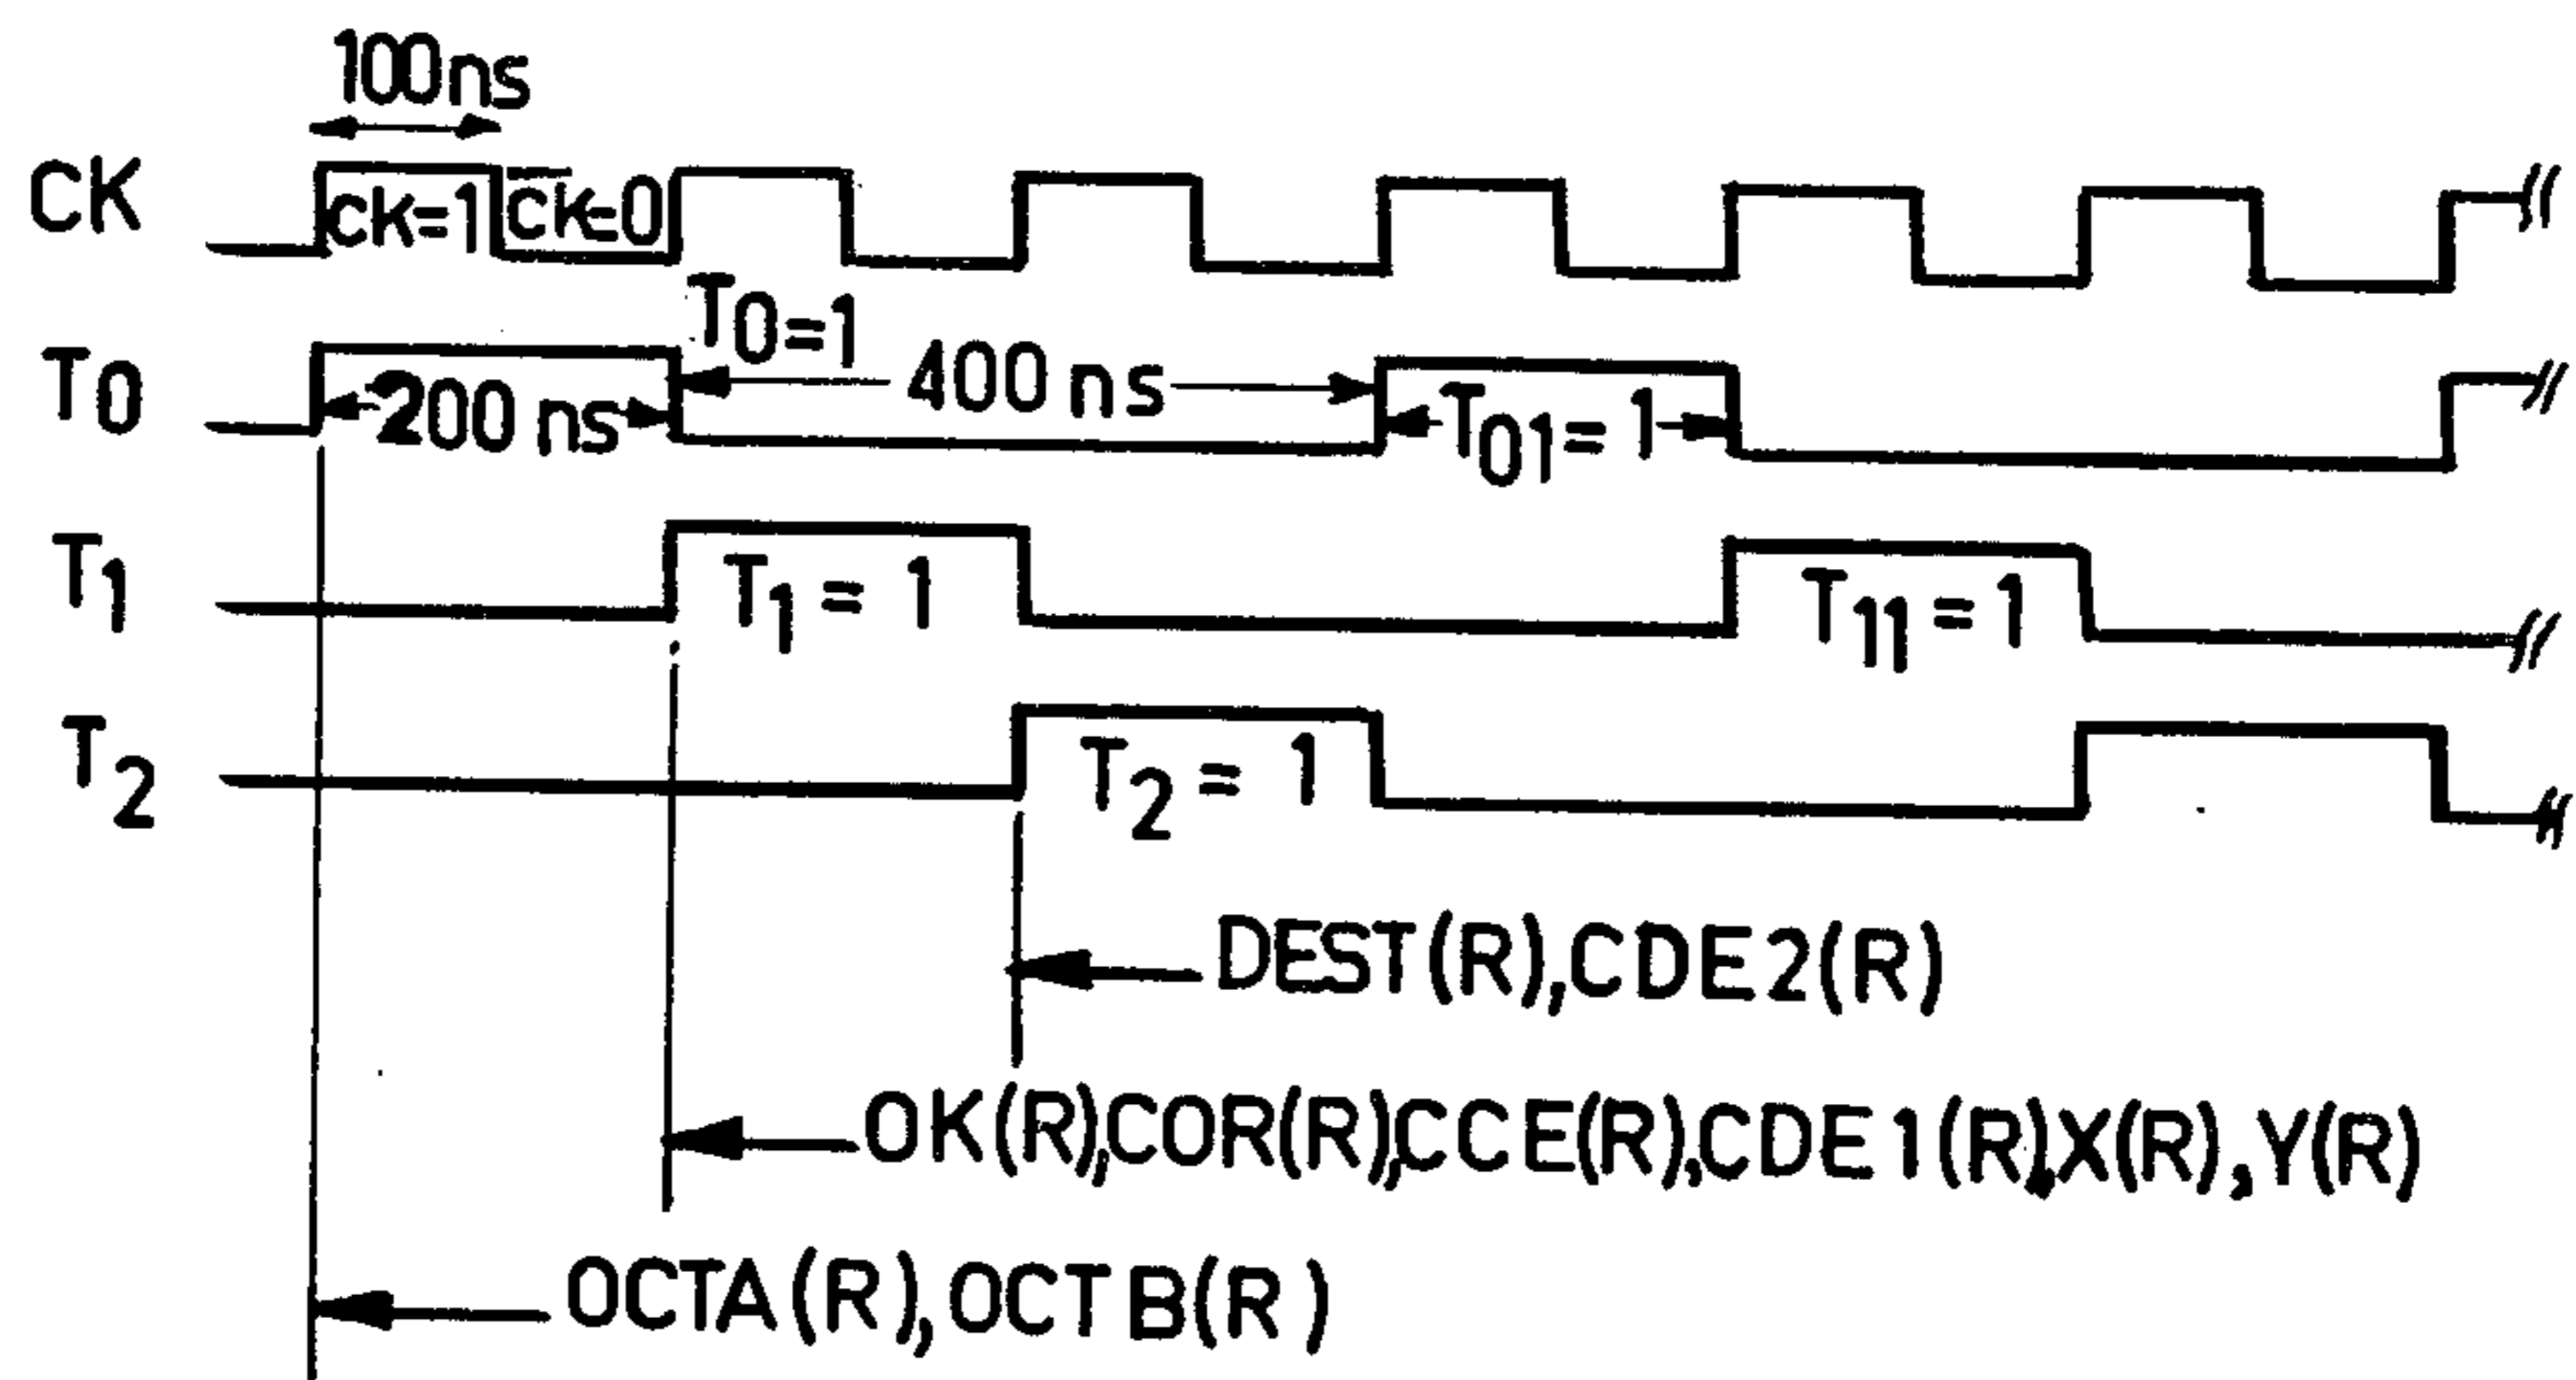 100ns
CK CK=1 C̅K̅=0
T0=1
T0 200 ns 400 ns T01= 1
T1 T1 = 1 T11 = 1
T2 T2 = 1
DEST(R),CDE2(R)
OK(R),COR(R),CCE(R),CDE1(R),X(R),Y(R)
OCTA(R),OCTB(R)